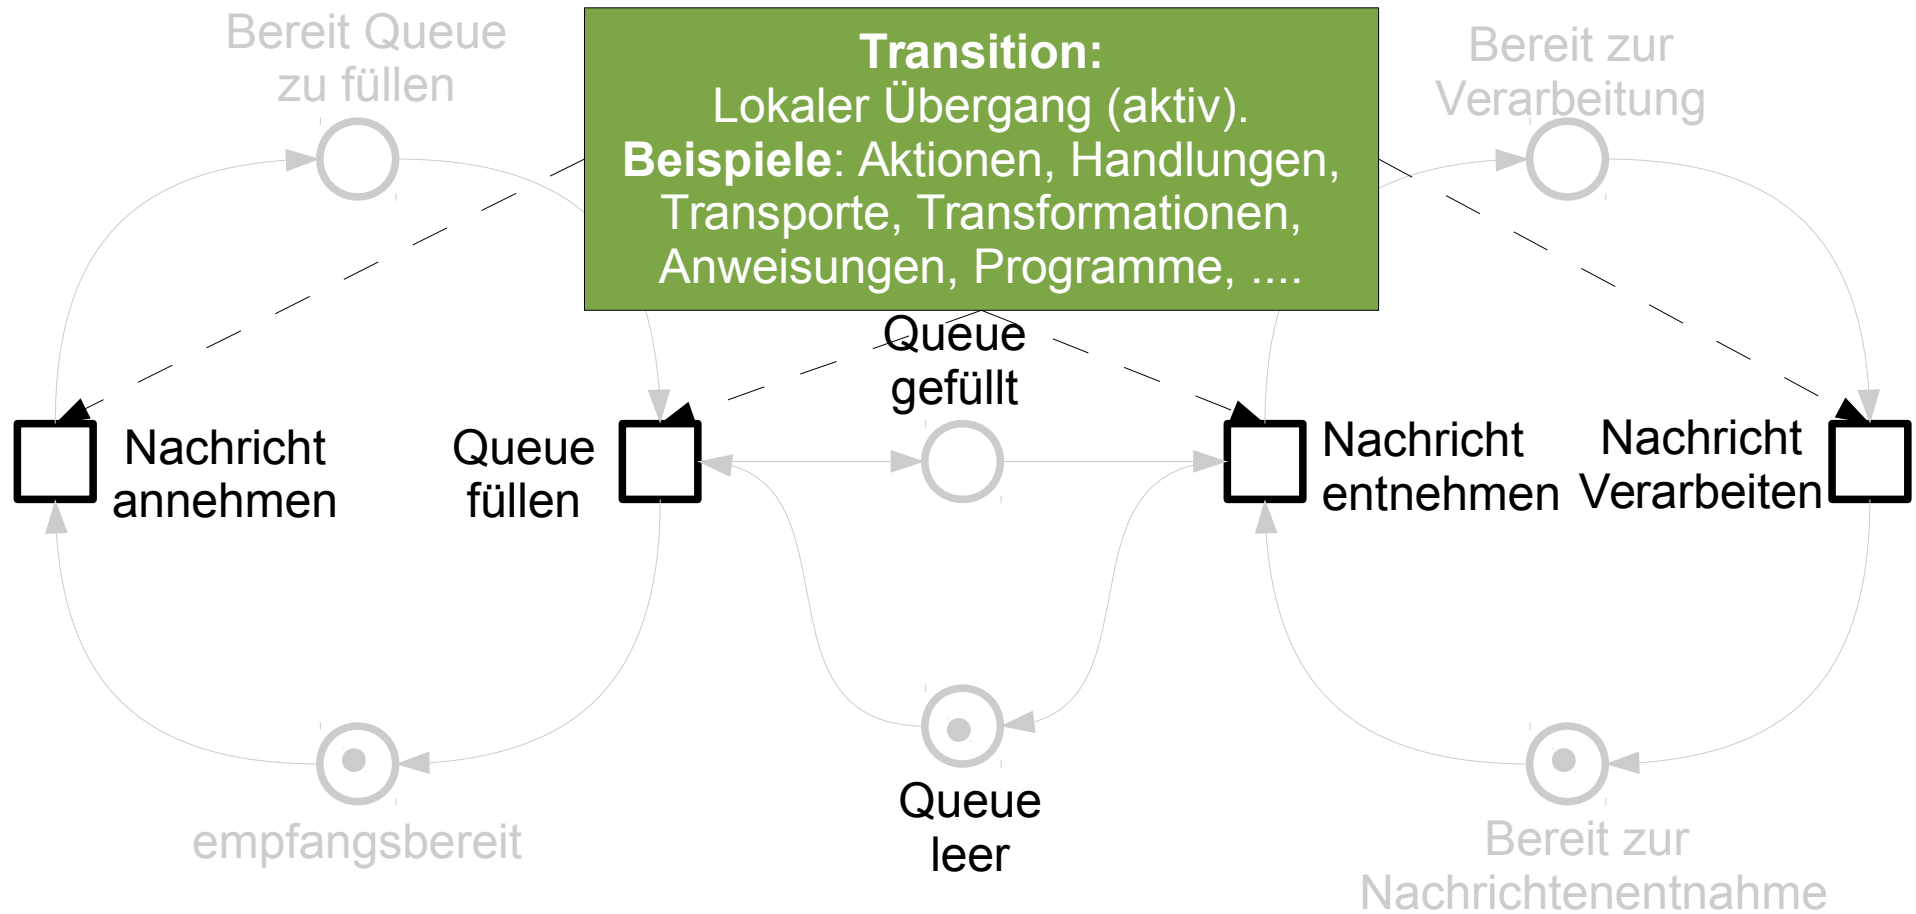 Bereit Queue
zu füllen
Transition:
Lokaler Übergang (aktiv).
Beispiele: Aktionen, Handlungen,
Transporte, Transformationen,
Anweisungen, Programme, ....
Bereit zur
Verarbeitung
Queue
gefüllt
Nachricht
annehmen
Queue
füllen
Nachricht
entnehmen
Nachricht
Verarbeiten
empfangsbereit
Queue
leer
Bereit zur
Nachrichtenentnahme